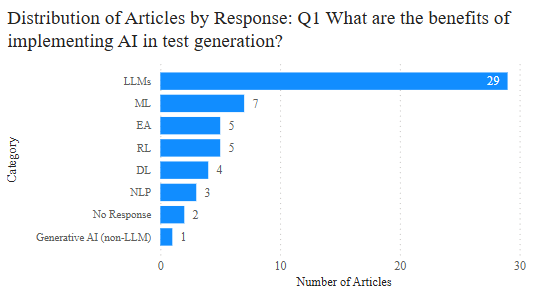 Distribution of Articles by Response: Q1 What are the benefits of
implementing AI in test generation?
Category
LLMs 29
ML 7
EA 5
RL 5
DL 4
NLP 3
No Response 2
Generative AI (non-LLM) 1
0 10 20 30
Number of Articles